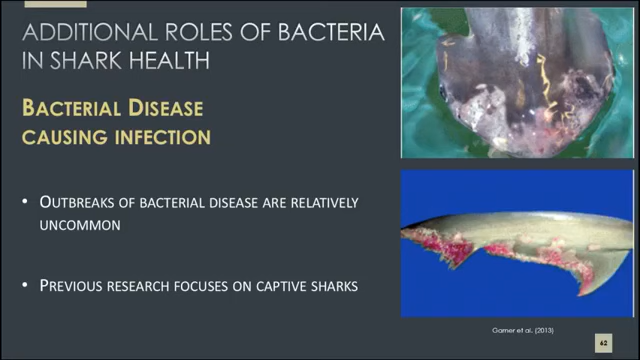 ADDITIONAL ROLES OF BACTERIA
IN SHARK HEALTH
BACTERIAL DISEASE
CAUSING INFECTION
• OUTBREAKS OF BACTERIAL DISEASE ARE RELATIVELY
UNCOMMON
• PREVIOUS RESEARCH FOCUSES ON CAPTIVE SHARKS
Garner et al. (2013)
62